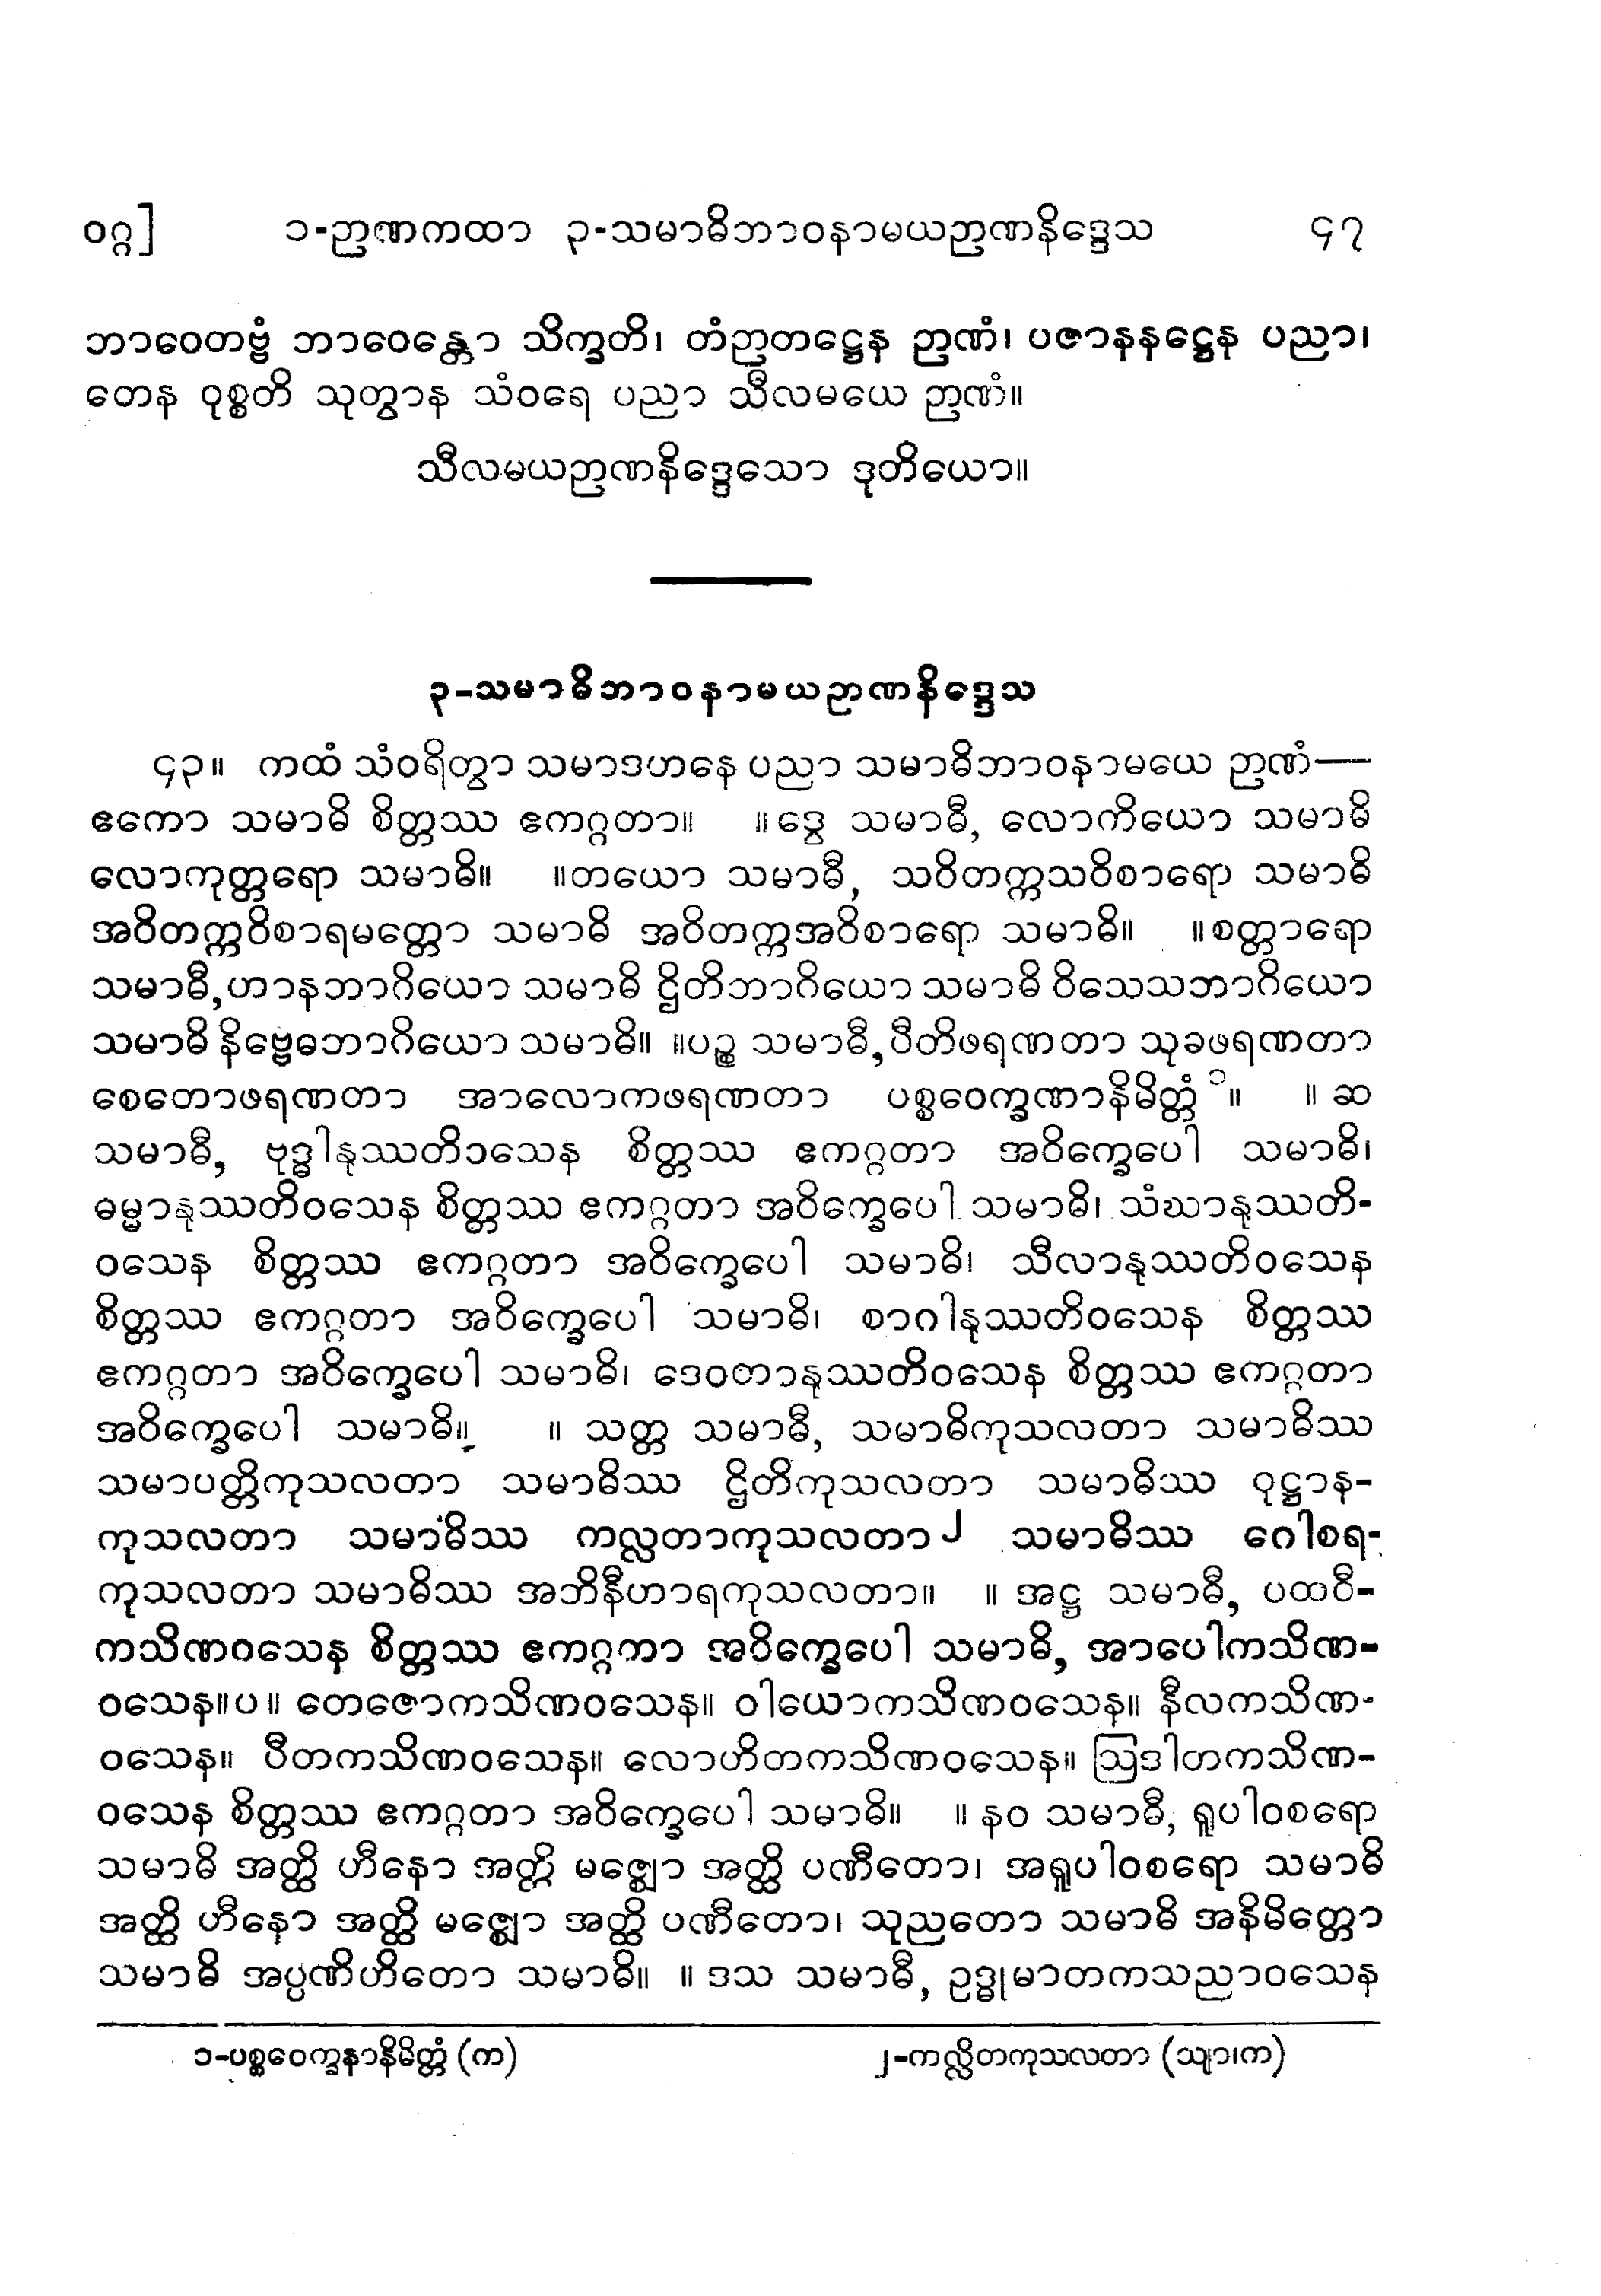 ဝဂ္ဂ] ၁-ဉာဏကထာ ၃-သမာဓိဘာဝနာမယဉာဏနိဒ္ဒေသ ၄၇
ဘာဝေတဗ္ဗံ ဘာဝေန္တော သိက္ခတိ၊ တံဉာတဋ္ဌေန ဉာဏံ၊ ပဇာနနဋ္ဌေန ပညာ၊
တေန ဝုစ္စတိ သုတွာန သံဝရေ ပညာ သီလမယေ ဉာဏံ။
သီလမယဉာဏနိဒ္ဒေသော ဒုတိယော။
၃-သမာဓိဘာဝနာမယဉာဏနိဒ္ဒေသ
၄၃။ ကထံ သံဝရိတွာ သမာဒဟနေ ပညာ သမာဓိဘာဝနာမယေ ဉာဏံ—
ဧကော သမာဓိ စိတ္တဿ ဧကဂ္ဂတာ။ ။ဒွေ သမာဓီ, လောကိယော သမာဓိ
လောကုတ္တရော သမာဓိ။ ။တယော သမာဓီ, သဝိတက္ကသဝိစာရော သမာဓိ
အဝိတက္ကဝိစာရမတ္တော သမာဓိ အဝိတက္ကအဝိစာရော သမာဓိ။ ။စတ္တာရော
သမာဓီ,ဟာနဘာဂိယော သမာဓိ ဌိတိဘာဂိယော သမာဓိ ဝိသေသဘာဂိယော
သမာဓိ နိဗ္ဗေဓဘာဂိယော သမာဓိ။ ။ပဉ္စ သမာဓီ,ပီတိဖရဏတာ သုခဖရဏတာ
စေတောဖရဏတာ အာလောကဖရဏတာ ပစ္စဝေက္ခဏာနိမိတ္တံ ၁။ ။ ဆ
သမာဓီ, ဗုဒ္ဓါနုဿတိဝသေန စိတ္တဿ ဧကဂ္ဂတာ အဝိက္ခေပေါ သမာဓိ၊
ဓမ္မာနုဿတိဝသေန စိတ္တဿ ဧကဂ္ဂတာ အဝိက္ခေပေါ သမာဓိ၊ သံဃာနုဿတိ-
ဝသေန စိတ္တဿ ဧကဂ္ဂတာ အဝိက္ခေပေါ သမာဓိ၊ သီလာနုဿတိဝသေန
စိတ္တဿ ဧကဂ္ဂတာ အဝိက္ခေပေါ သမာဓိ၊ စာဂါနုဿတိဝသေန စိတ္တဿ
ဧကဂ္ဂတာ အဝိက္ခေပေါ သမာဓိ၊ ဒေဝတာနုဿတိဝသေန စိတ္တဿ ဧကဂ္ဂတာ
အဝိက္ခေပေါ သမာဓိ။ ။ သတ္တ သမာဓီ, သမာဓိကုသလတာ သမာဓိဿ
သမာပတ္တိကုသလတာ သမာဓိဿ ဌိတိကုသလတာ သမာဓိဿ ဝုဋ္ဌာန-
ကုသလတာ သမာဓိဿ ကလ္လတာကုသလတာ၂ သမာဓိဿ ဂေါစရ-
ကုသလတာ သမာဓိဿ အဘိနီဟာရကုသလတာ။ ။ အဋ္ဌ သမာဓီ, ပထဝီ-
ကသိဏဝသေန စိတ္တဿ ဧကဂ္ဂကာ အဝိက္ခေပေါ သမာဓိ, အာပေါကသိဏ-
ဝသေန။ပ။ တေဇောကသိဏဝသေန။ ဝါယောကသိဏဝသေန။ နီလကသိဏ-
ဝသေန။ ပီတကသိဏဝသေန။ လောဟိတကသိဏဝသေန။ ဩဒါတကသိဏ-
ဝသေန စိတ္တဿ ဧကဂ္ဂတာ အဝိက္ခေပေါ သမာဓိ။ ။ နဝ သမာဓီ, ရူပါဝစရော
သမာဓိ အတ္ထိ ဟီနော အတ္ထိ မဇ္ဈော အတ္ထိ ပဏီတော၊ အရူပါဝစရော သမာဓိ
အတ္ထိ ဟီနော အတ္ထိ မဇ္ဈော အတ္ထိ ပဏီတော၊ သုညတော သမာဓိ အနိမိတ္တော
သမာဓိ အပ္ပဏိဟိတော သမာဓိ။ ။ ဒသ သမာဓီ, ဥဒ္ဓုမာတကသညာဝသေန
၁-ပစ္စဝေက္ခနာနိမိတ္တံ (က) ၂-ကလ္လိတကုသလတာ (သျာ၊က)